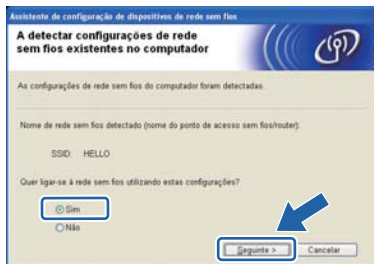 Assistente de configuração de dispositivos de rede sem fios
A detectar configurações de rede
sem fios existentes no computador
As configurações de rede sem fios do computador foram detectadas.
Nome de rede sem fios detectado (nome do ponto de acesso sem fios/router):
SSID: HELLO
Quer ligar-se à rede sem fios utilizando estas configurações?
Sim
Não
Seguinte >
Cancelar